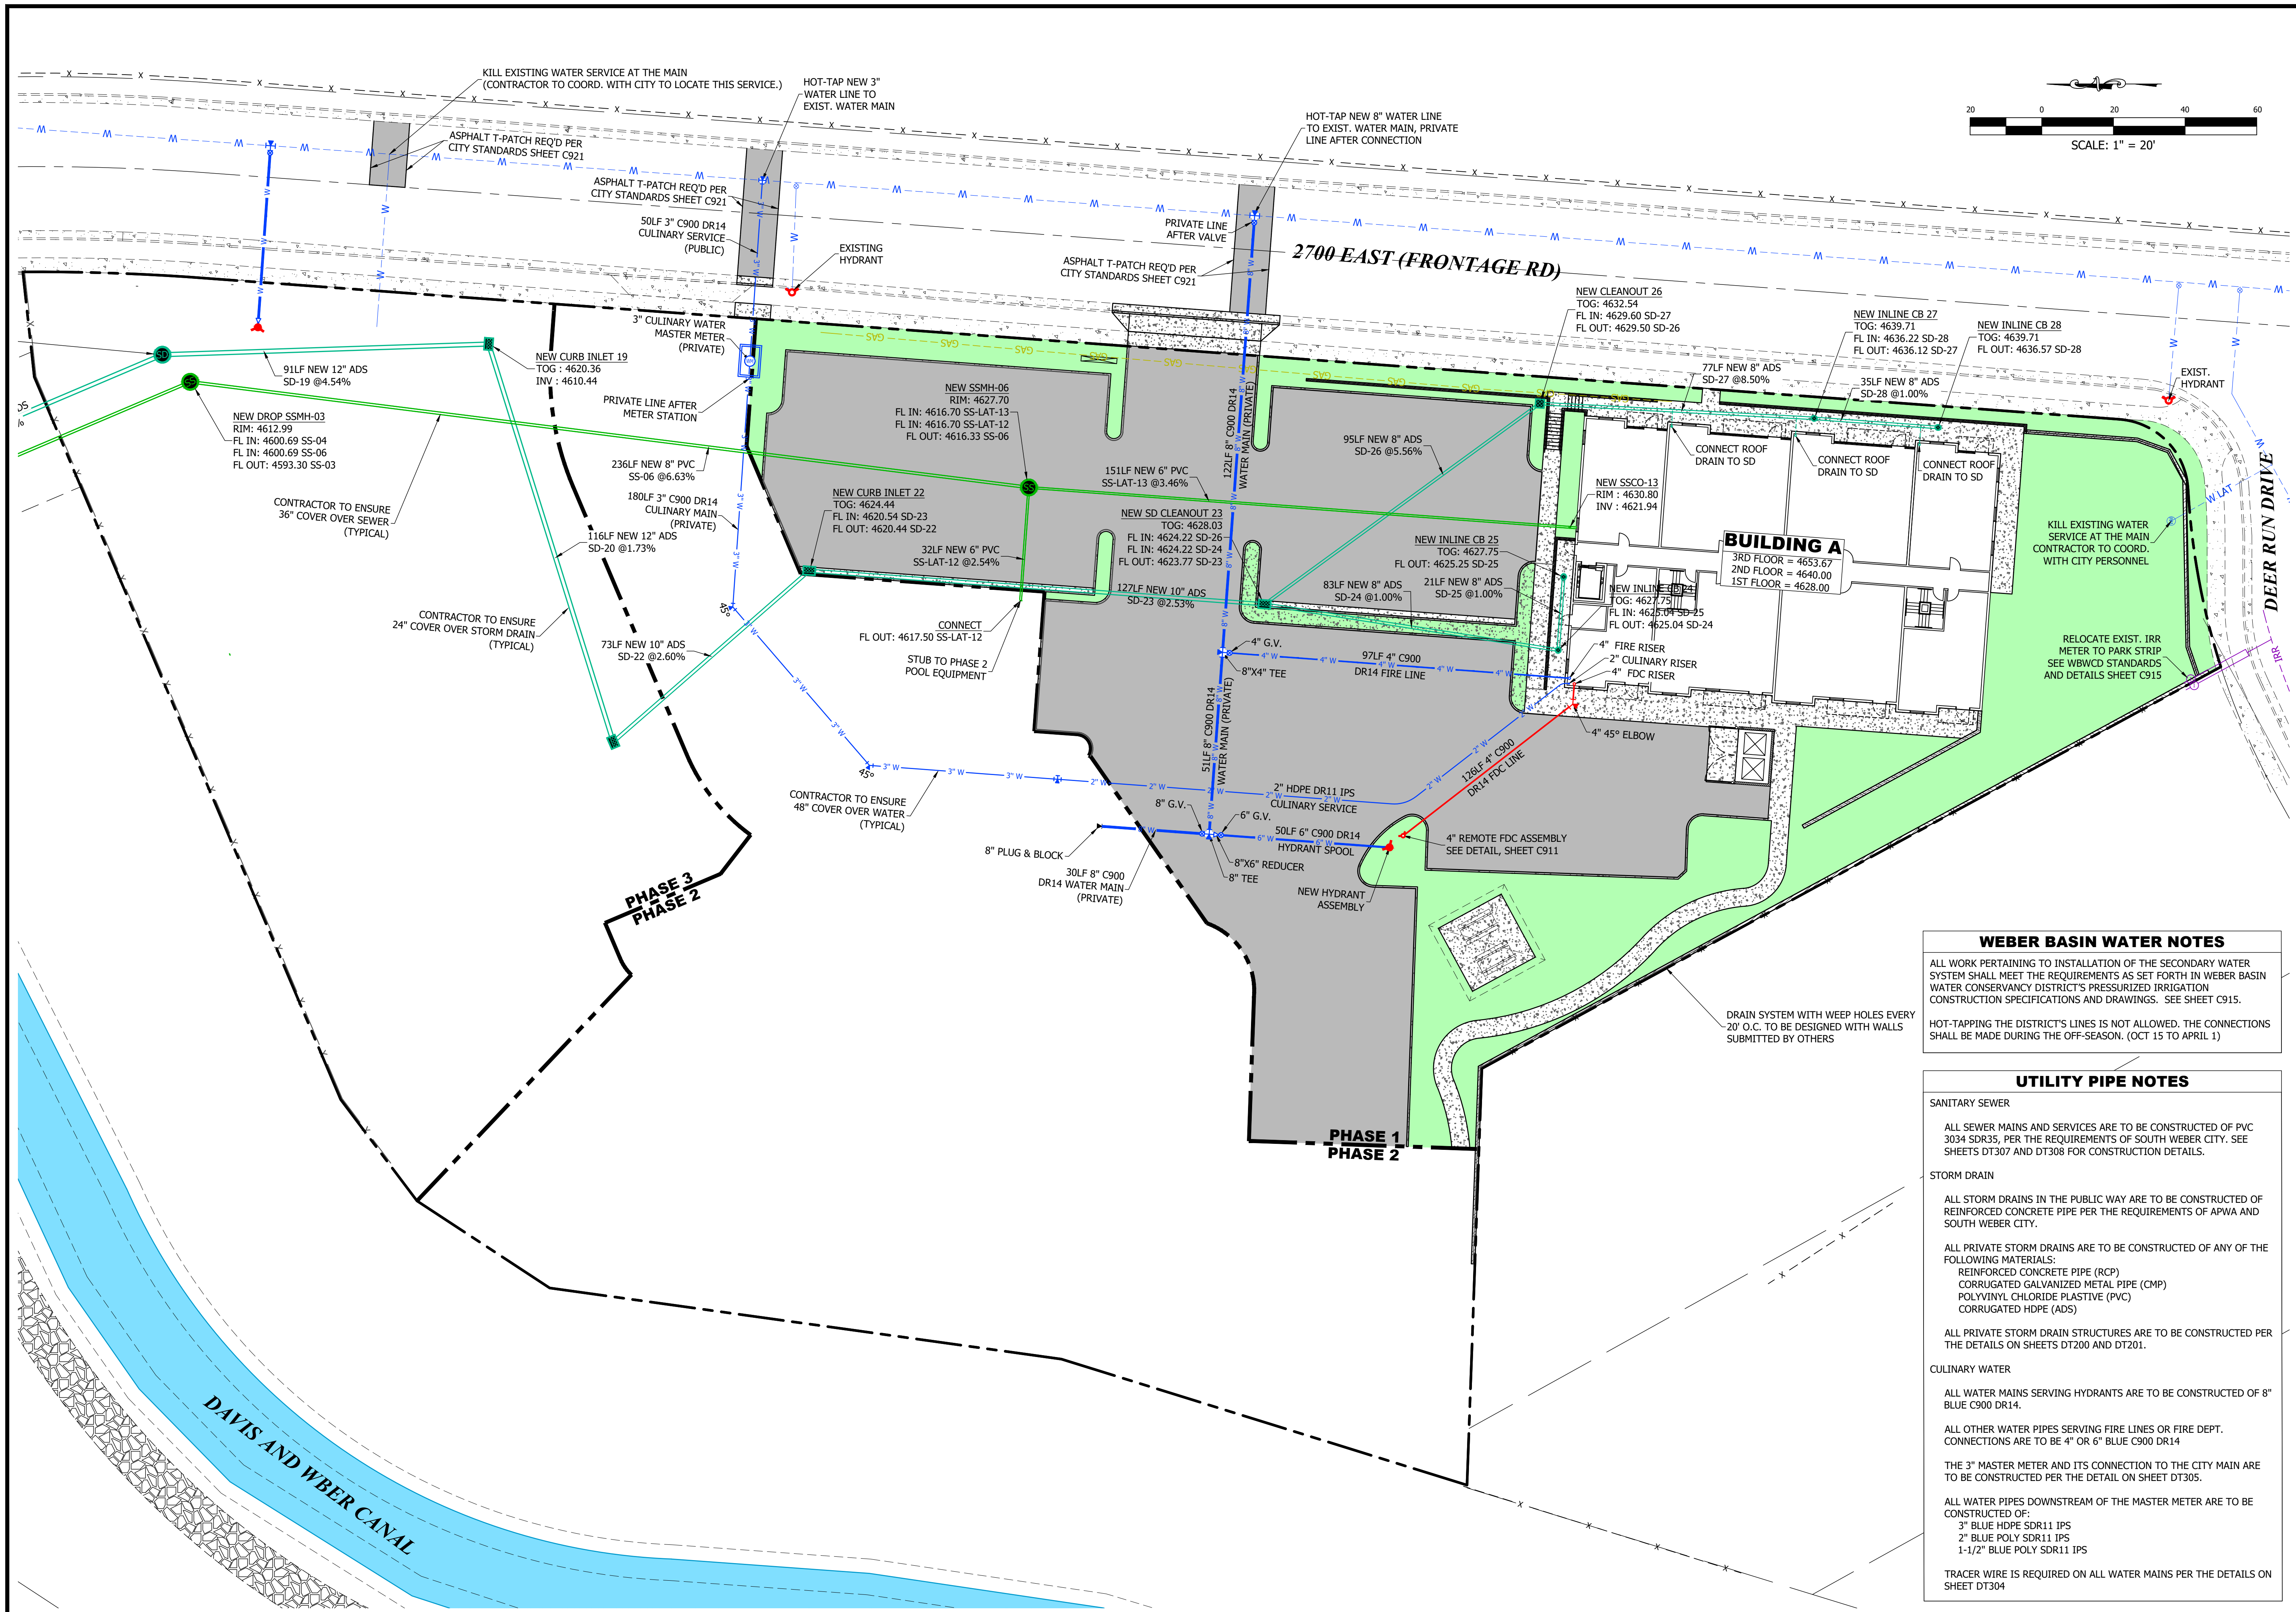 KILL EXISTING WATER SERVICE AT THE MAIN
(CONTRACTOR TO COORD. WITH CITY TO LOCATE THIS SERVICE.)
HOT-TAP NEW 3"
WATER LINE TO
EXIST. WATER MAIN
HOT-TAP NEW 8" WATER LINE
TO EXIST. WATER MAIN, PRIVATE
LINE AFTER CONNECTION
20 0 20 40 60
SCALE: 1" = 20'
ASPHALT T-PATCH REQ'D PER
CITY STANDARDS SHEET C921
ASPHALT T-PATCH REQ'D PER
CITY STANDARDS SHEET C921
50LF 3" C900 DR14
CULINARY SERVICE
(PUBLIC)
EXISTING
HYDRANT
PRIVATE LINE
AFTER VALVE
ASPHALT T-PATCH REQ'D PER
CITY STANDARDS SHEET C921
2700 EAST (FRONTAGE RD)
NEW CLEANOUT 26
TOG: 4632.54
FL IN: 4629.60 SD-27
FL OUT: 4629.50 SD-26
NEW INLINE CB 27
TOG: 4639.71
FL IN: 4636.22 SD-28
FL OUT: 4636.12 SD-27
NEW INLINE CB 28
TOG: 4639.71
FL OUT: 4636.57 SD-28
77LF NEW 8" ADS
SD-27 @8.50%
35LF NEW 8" ADS
SD-28 @1.00%
EXIST.
HYDRANT
3" CULINARY WATER
MASTER METER
(PRIVATE)
PRIVATE LINE AFTER
METER STATION
SD
91LF NEW 12" ADS
SD-19 @4.54%
NEW CURB INLET 19
TOG : 4620.36
INV : 4610.44
SS
NEW DROP SSMH-03
RIM: 4612.99
FL IN: 4600.69 SS-04
FL IN: 4600.69 SS-06
FL OUT: 4593.30 SS-03
NEW SSMH-06
RIM: 4627.70
FL IN: 4616.70 SS-LAT-13
FL IN: 4616.70 SS-LAT-12
FL OUT: 4616.33 SS-06
SS
122LF 8" C900 DR14
WATER MAIN (PRIVATE)
95LF NEW 8" ADS
SD-26 @5.56%
CONNECT ROOF
DRAIN TO SD
CONNECT ROOF
DRAIN TO SD
CONNECT ROOF
DRAIN TO SD
236LF NEW 8" PVC
SS-06 @6.63%
151LF NEW 6" PVC
SS-LAT-13 @3.46%
NEW SSCO-13
RIM : 4630.80
INV : 4621.94
CONTRACTOR TO ENSURE
36" COVER OVER SEWER
(TYPICAL)
180LF 3" C900 DR14
CULINARY MAIN
(PRIVATE)
NEW CURB INLET 22
TOG: 4624.44
FL IN: 4620.54 SD-23
FL OUT: 4620.44 SD-22
NEW SD CLEANOUT 23
TOG: 4628.03
FL IN: 4624.22 SD-26
FL IN: 4624.22 SD-24
FL OUT: 4623.77 SD-23
NEW INLINE CB 25
TOG: 4627.75
FL OUT: 4625.25 SD-25
BUILDING A
3RD FLOOR = 4653.67
2ND FLOOR = 4640.00
1ST FLOOR = 4628.00
W LAT
KILL EXISTING WATER
SERVICE AT THE MAIN
CONTRACTOR TO COORD.
WITH CITY PERSONNEL
DEER RUN DRIVE
116LF NEW 12" ADS
SD-20 @1.73%
32LF NEW 6" PVC
SS-LAT-12 @2.54%
127LF NEW 10" ADS
SD-23 @2.53%
83LF NEW 8" ADS
SD-24 @1.00%
21LF NEW 8" ADS
SD-25 @1.00%
NEW INLINE CB 24
TOG: 4627.75
FL IN: 4625.04 SD-25
FL OUT: 4625.04 SD-24
CONTRACTOR TO ENSURE
24" COVER OVER STORM DRAIN
(TYPICAL)
45°
CONNECT
FL OUT: 4617.50 SS-LAT-12
STUB TO PHASE 2
POOL EQUIPMENT
73LF NEW 10" ADS
SD-22 @2.60%
4" G.V.
8"X4" TEE
97LF 4" C900
DR14 FIRE LINE
4" FIRE RISER
2" CULINARY RISER
4" FDC RISER
4" 45° ELBOW
RELOCATE EXIST. IRR
METER TO PARK STRIP
SEE WBWCD STANDARDS
AND DETAILS SHEET C915
IRR
51LF 8" C900 DR14
WATER MAIN (PRIVATE)
45°
2" HDPE DR11 IPS
CULINARY SERVICE
126LF 4" C900
DR14 FDC LINE
CONTRACTOR TO ENSURE
48" COVER OVER WATER
(TYPICAL)
8" G.V.
6" G.V.
50LF 6" C900 DR14
HYDRANT SPOOL
8" PLUG & BLOCK
8"X6" REDUCER
8" TEE
30LF 8" C900
DR14 WATER MAIN
(PRIVATE)
4" REMOTE FDC ASSEMBLY
SEE DETAIL, SHEET C911
NEW HYDRANT
ASSEMBLY
PHASE 3
PHASE 2
DRAIN SYSTEM WITH WEEP HOLES EVERY
20' O.C. TO BE DESIGNED WITH WALLS
SUBMITTED BY OTHERS
PHASE 1
PHASE 2
DAVIS AND WBER CANAL
WEBER BASIN WATER NOTES
ALL WORK PERTAINING TO INSTALLATION OF THE SECONDARY WATER
SYSTEM SHALL MEET THE REQUIREMENTS AS SET FORTH IN WEBER BASIN
WATER CONSERVANCY DISTRICT'S PRESSURIZED IRRIGATION
CONSTRUCTION SPECIFICATIONS AND DRAWINGS. SEE SHEET C915.
HOT-TAPPING THE DISTRICT'S LINES IS NOT ALLOWED. THE CONNECTIONS
SHALL BE MADE DURING THE OFF-SEASON. (OCT 15 TO APRIL 1)
UTILITY PIPE NOTES
SANITARY SEWER
ALL SEWER MAINS AND SERVICES ARE TO BE CONSTRUCTED OF PVC
3034 SDR35, PER THE REQUIREMENTS OF SOUTH WEBER CITY. SEE
SHEETS DT307 AND DT308 FOR CONSTRUCTION DETAILS.
STORM DRAIN
ALL STORM DRAINS IN THE PUBLIC WAY ARE TO BE CONSTRUCTED OF
REINFORCED CONCRETE PIPE PER THE REQUIREMENTS OF APWA AND
SOUTH WEBER CITY.
ALL PRIVATE STORM DRAINS ARE TO BE CONSTRUCTED OF ANY OF THE
FOLLOWING MATERIALS:
REINFORCED CONCRETE PIPE (RCP)
CORRUGATED GALVANIZED METAL PIPE (CMP)
POLYVINYL CHLORIDE PLASTIVE (PVC)
CORRUGATED HDPE (ADS)
ALL PRIVATE STORM DRAIN STRUCTURES ARE TO BE CONSTRUCTED PER
THE DETAILS ON SHEETS DT200 AND DT201.
CULINARY WATER
ALL WATER MAINS SERVING HYDRANTS ARE TO BE CONSTRUCTED OF 8"
BLUE C900 DR14.
ALL OTHER WATER PIPES SERVING FIRE LINES OR FIRE DEPT.
CONNECTIONS ARE TO BE 4" OR 6" BLUE C900 DR14
THE 3" MASTER METER AND ITS CONNECTION TO THE CITY MAIN ARE
TO BE CONSTRUCTED PER THE DETAIL ON SHEET DT305.
ALL WATER PIPES DOWNSTREAM OF THE MASTER METER ARE TO BE
CONSTRUCTED OF:
3" BLUE HDPE SDR11 IPS
2" BLUE POLY SDR11 IPS
1-1/2" BLUE POLY SDR11 IPS
TRACER WIRE IS REQUIRED ON ALL WATER MAINS PER THE DETAILS ON
SHEET DT304